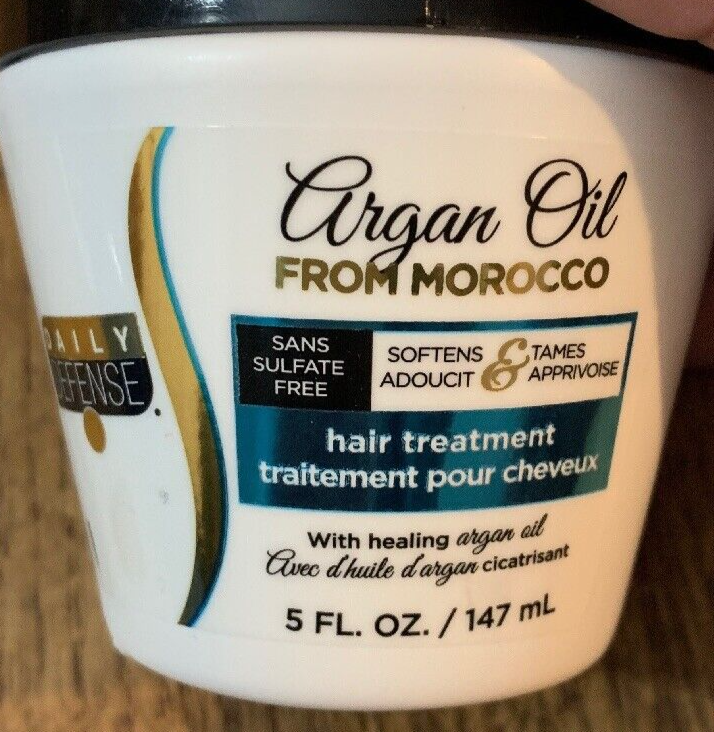 Argan Oil
FROM MOROCCO
DAILY
DEFENSE
SANS
SULFATE
FREE
SOFTENS & TAMES
ADOUCIT APPRIVOISE
hair treatment
traitement pour cheveux
With healing argan oil
Avec d'huile d'argan cicatrisant
5 FL. OZ. / 147 mL